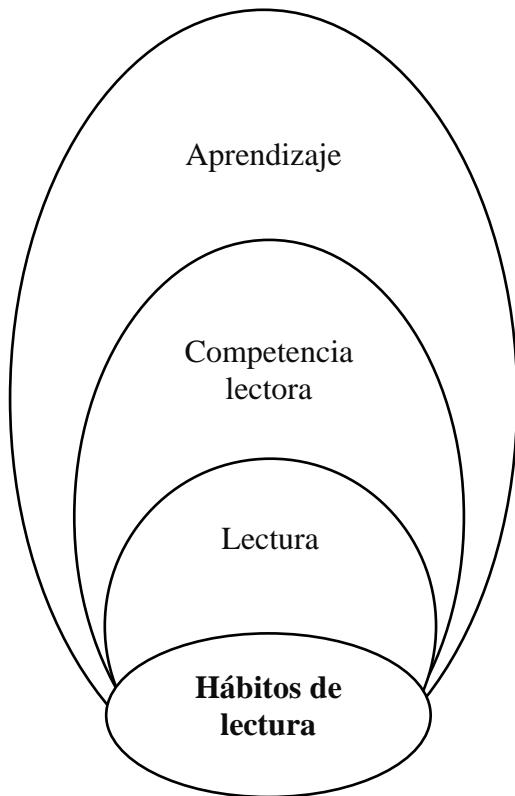 Aprendizaje
Competencia
lectora
Lectura
Hábitos de
lectura